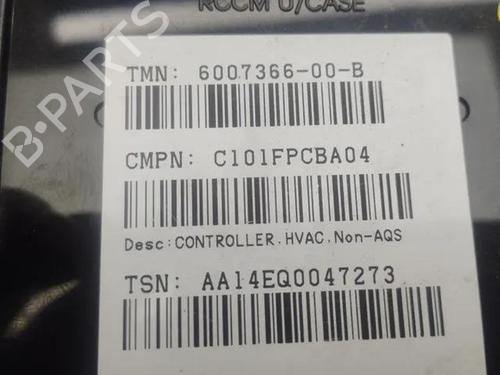 RCCM U/CASE
TMN: 6007366-00-B
CMPN: C101FPCBA04
Desc:CONTROLLER,HVAC,Non-AQS
TSN: AA14EQ0047273
B-PARTS